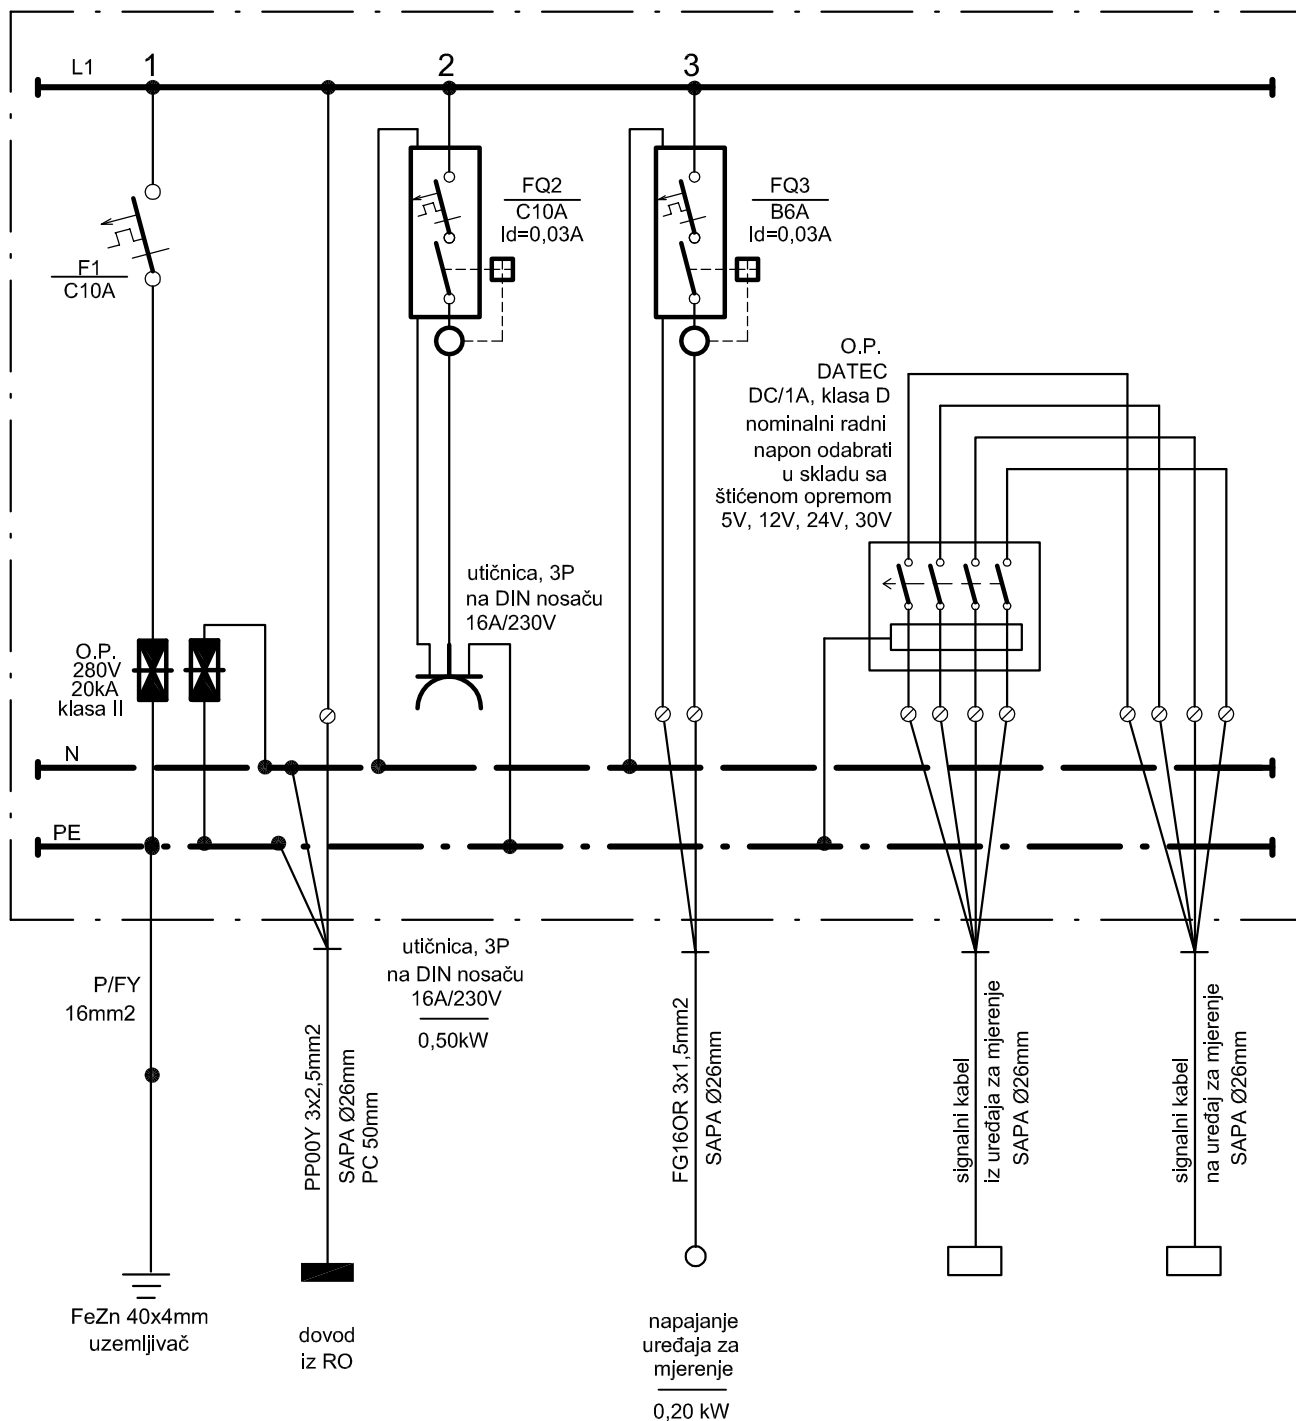 L1
1
2
3
FQ2
C10A
Id=0,03A
FQ3
B6A
Id=0,03A
F1
C10A
O.P.
DATEC
DC/1A, klasa D
nominalni radni
napon odabrati
u skladu sa
štićenom opremom
5V, 12V, 24V, 30V
utičnica, 3P
na DIN nosaču
16A/230V
O.P.
280V
20kA
klasa II
N
PE
P/FY
16mm2
utičnica, 3P
na DIN nosaču
16A/230V
0,50kW
PP00Y 3x2,5mm2
SAPA Ø26mm
PC 50mm
FG16OR 3x1,5mm2
SAPA Ø26mm
signalni kabel
iz uređaja za mjerenje
SAPA Ø26mm
signalni kabel
na uređaj za mjerenje
SAPA Ø26mm
FeZn 40x4mm
uzemljivač
dovod
iz RO
napajanje
uređaja za
mjerenje
0,20 kW